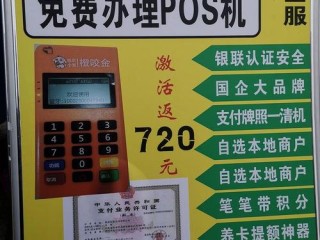 免费办理POS机
服
橙啵金
激活返
720
元
银联认证安全
国企大品牌
支付牌照一清机
自选本地商户
自选本地商户
笔笔带积分
养卡提额神器
中华人民共和国
支付业务许可证